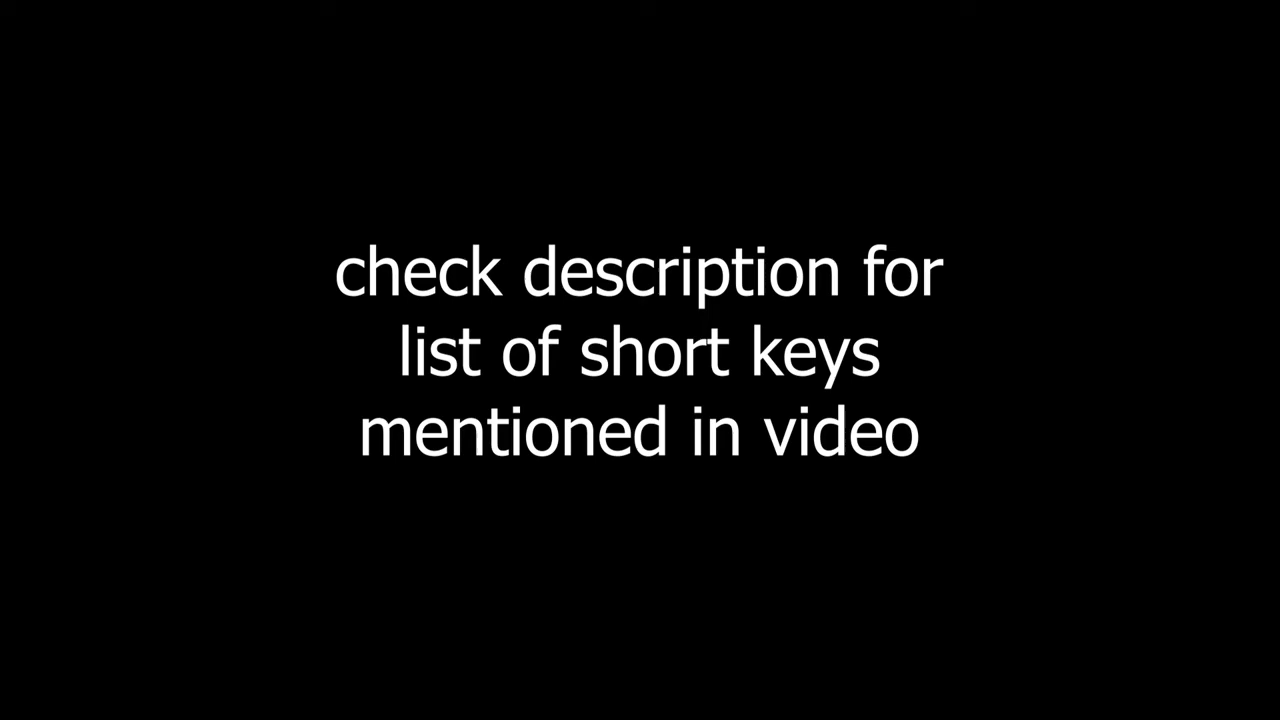 check description for
list of short keys
mentioned in video